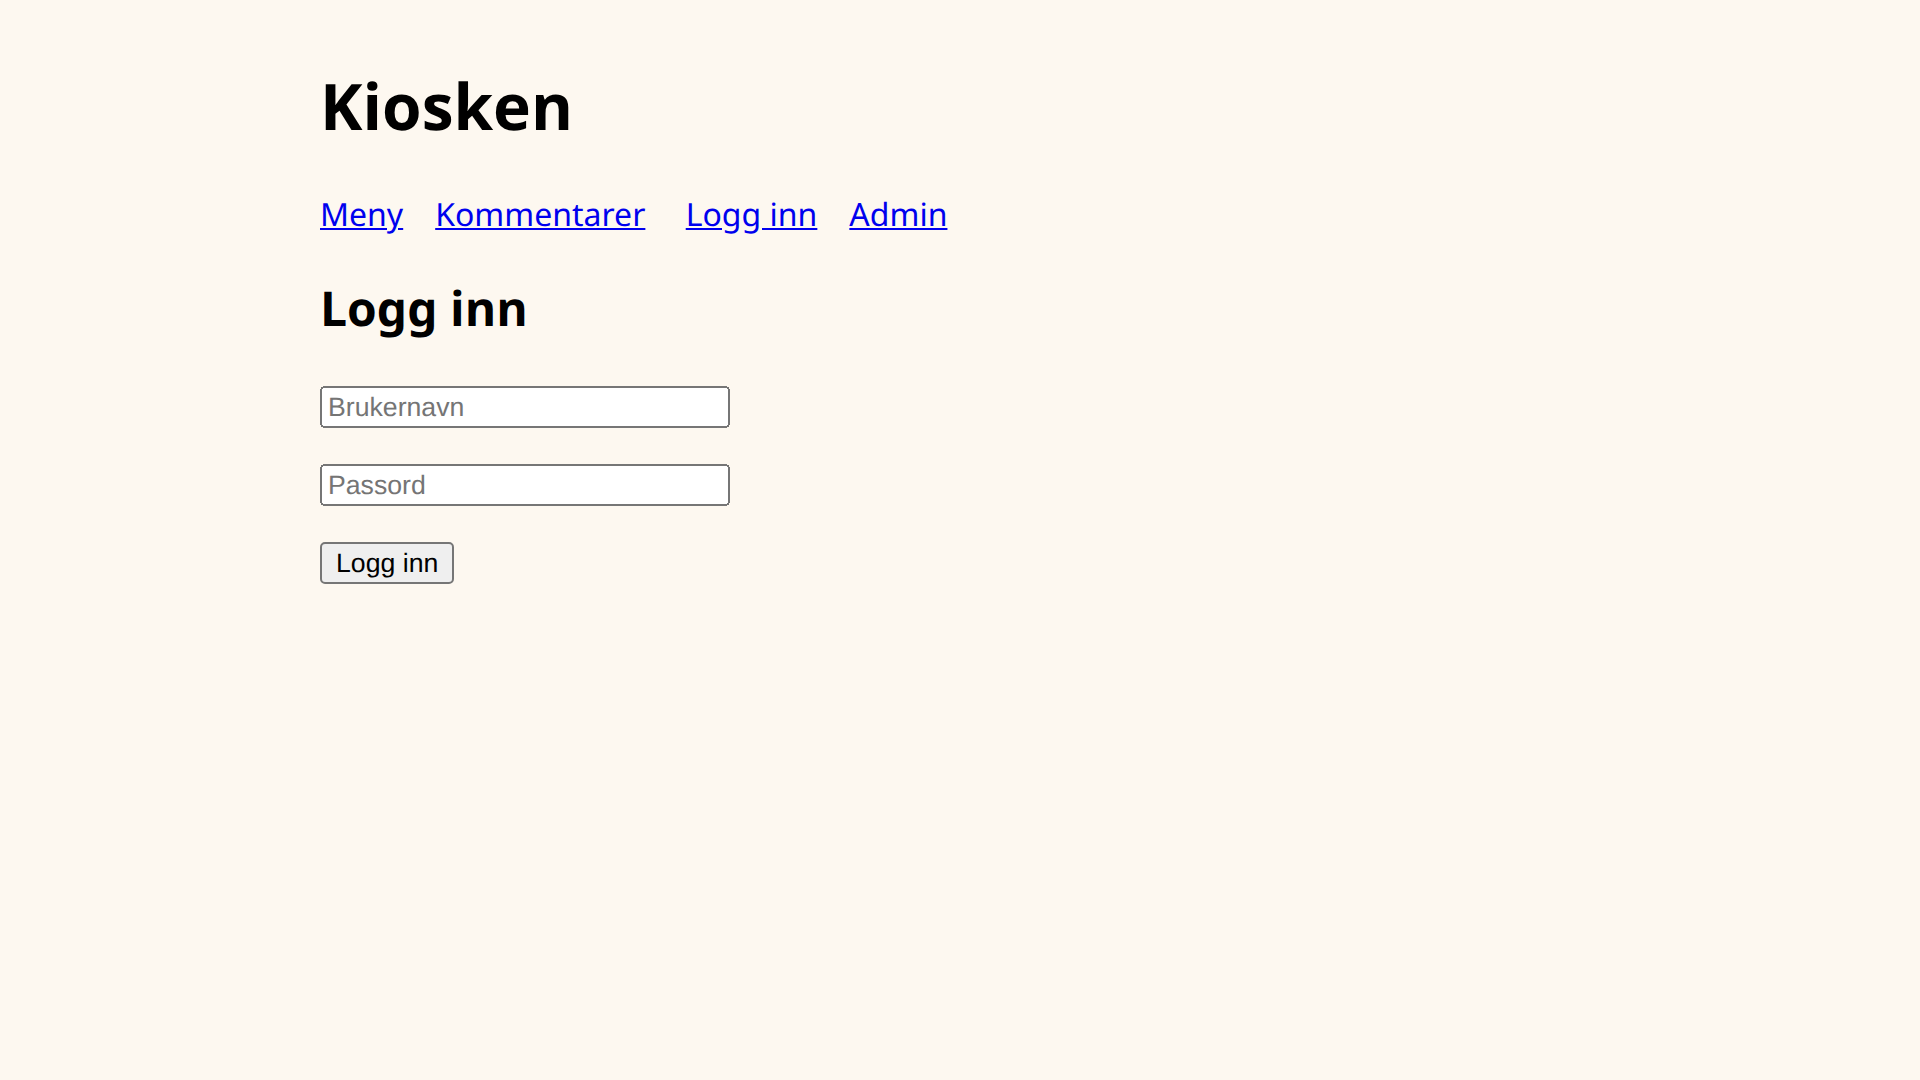 Kiosken
Meny Kommentarer Logg inn Admin
Logg inn
Brukernavn
Passord
Logg inn